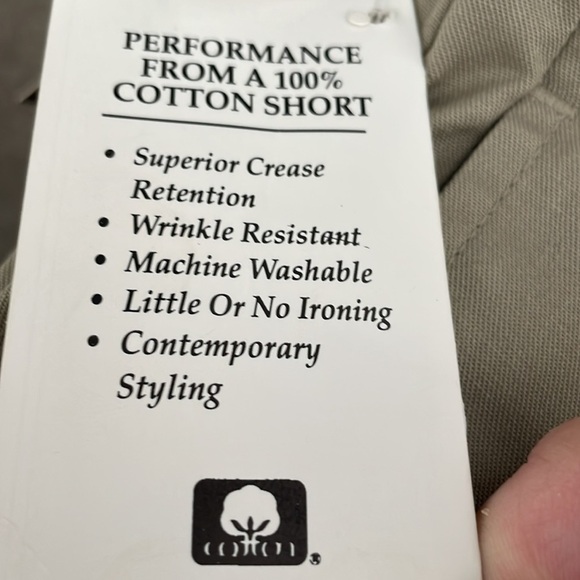 PERFORMANCE
FROM A 100%
COTTON SHORT
• Superior Crease
Retention
• Wrinkle Resistant
• Machine Washable
• Little Or No Ironing
• Contemporary
Styling
COTTON®